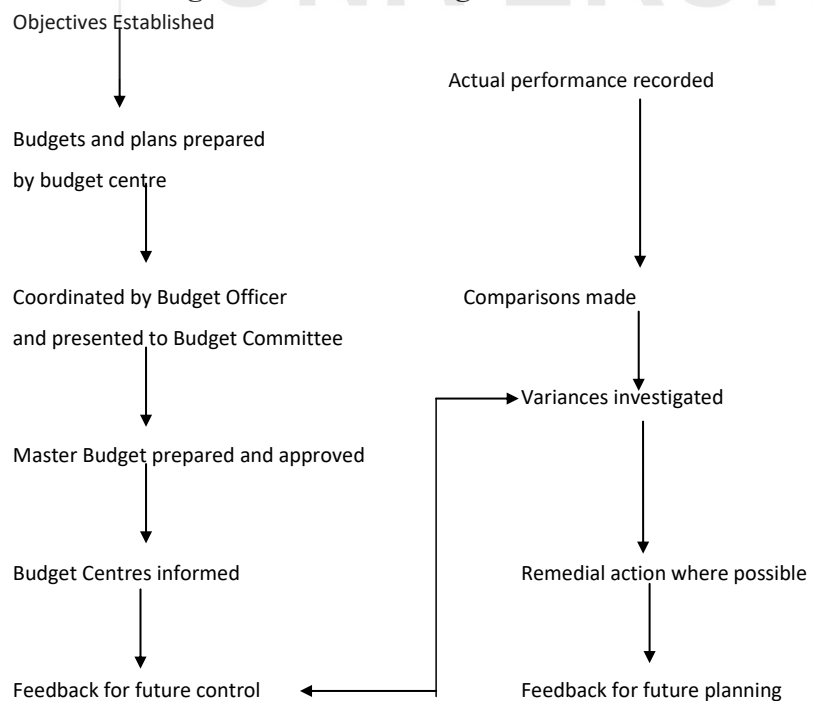 Objectives Established
Budgets and plans prepared
by budget centre
Coordinated by Budget Officer
and presented to Budget Committee
Master Budget prepared and approved
Budget Centres informed
Feedback for future control
Actual performance recorded
Comparisons made
Variances investigated
Remedial action where possible
Feedback for future planning